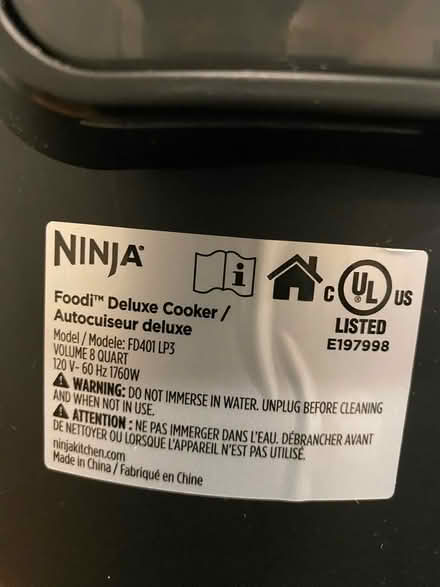 NINJA®
Foodi™ Deluxe Cooker /
Autocuiseur deluxe
Model / Modele: FD401 LP3
VOLUME 8 QUART
120 V~ 60 Hz 1760W
WARNING: DO NOT IMMERSE IN WATER. UNPLUG BEFORE CLEANING
AND WHEN NOT IN USE.
ATTENTION : NE PAS IMMERGER DANS L'EAU. DÉBRANCHER AVANT
DE NETTOYER OU LORSQUE L'APPAREIL N'EST PAS UTILISÉ.
ninjakitchen.com
Made in China / Fabriqué en Chine
C UL® US
LISTED
E197998